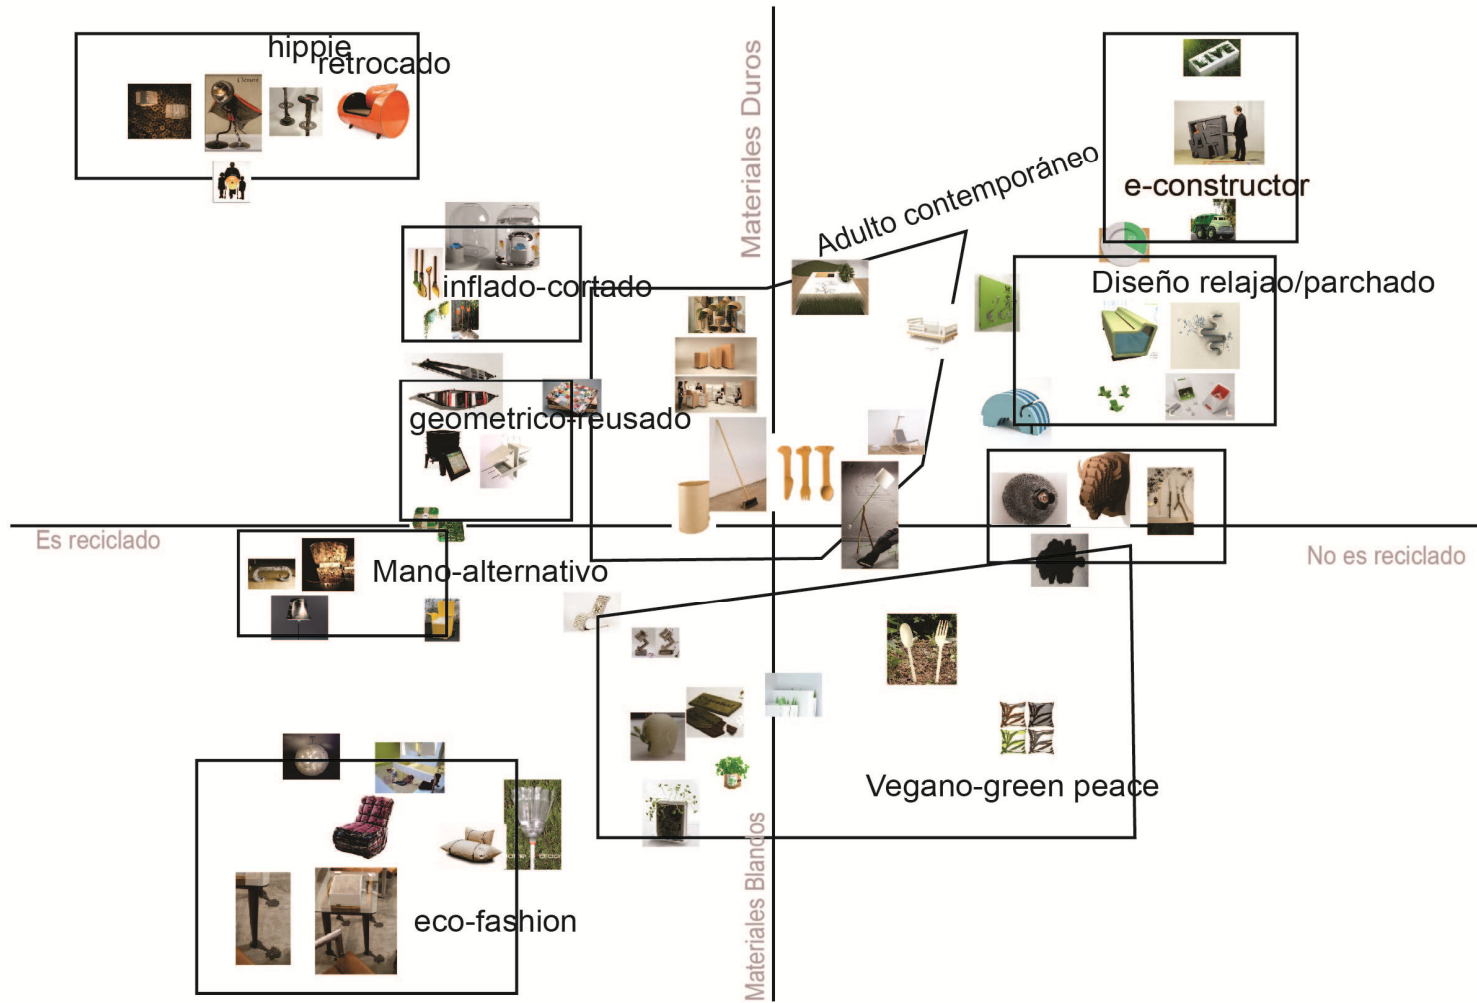 hippie
retrocado
Materiales Duros
Adulto contemporáneo
LIVE
e-constructor
inflado-cortado
Diseño relajao/parchado
geometrico-reusado
Es reciclado
No es reciclado
Mano-alternativo
Vegano-green peace
eco-fashion
Materiales Blandos